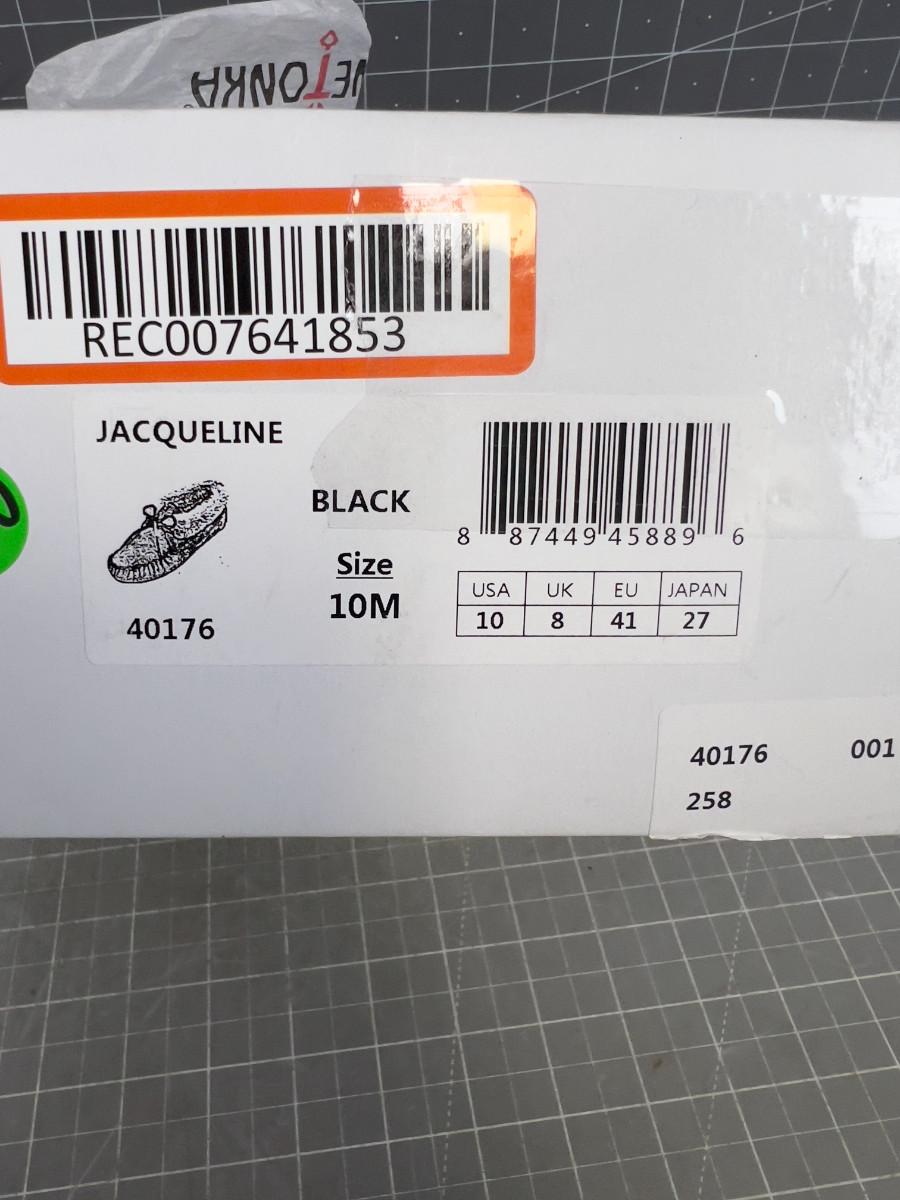 NETONKA
REC007641853
JACQUELINE
BLACK
Size
10M
40176
8 87449 45889 6
USA UK EU JAPAN
10 8 41 27
40176 001
258